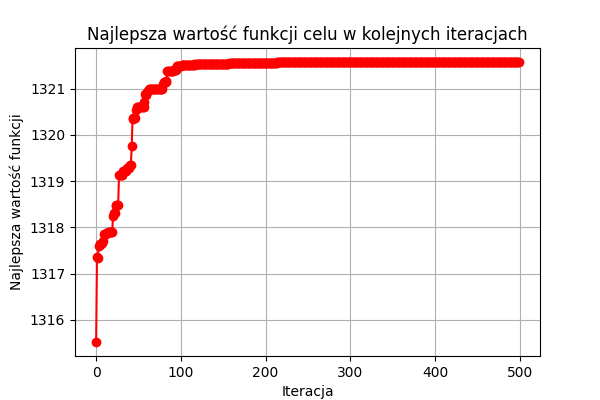 Najlepsza wartość funkcji celu w kolejnych iteracjach
Najlepsza wartość funkcji
1321
1320
1319
1318
1317
1316
0 100 200 300 400 500
Iteracja